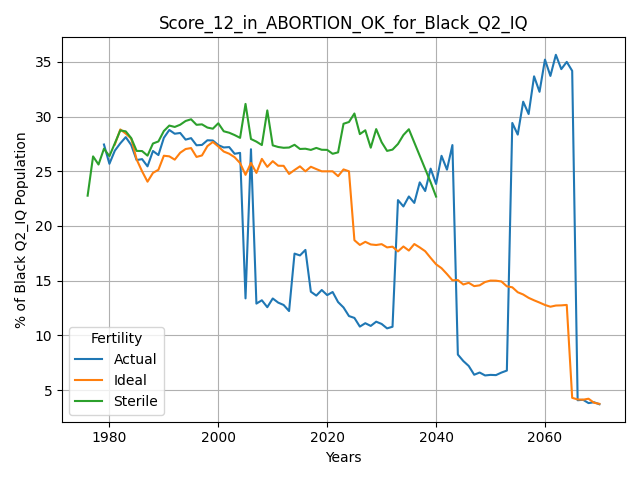 Score_12_in_ABORTION_OK_for_Black_Q2_IQ
% of Black Q2_IQ Population
35
30
25
20
15
10
5
Fertility
Actual
Ideal
Sterile
1980
2000
2020
2040
2060
Years